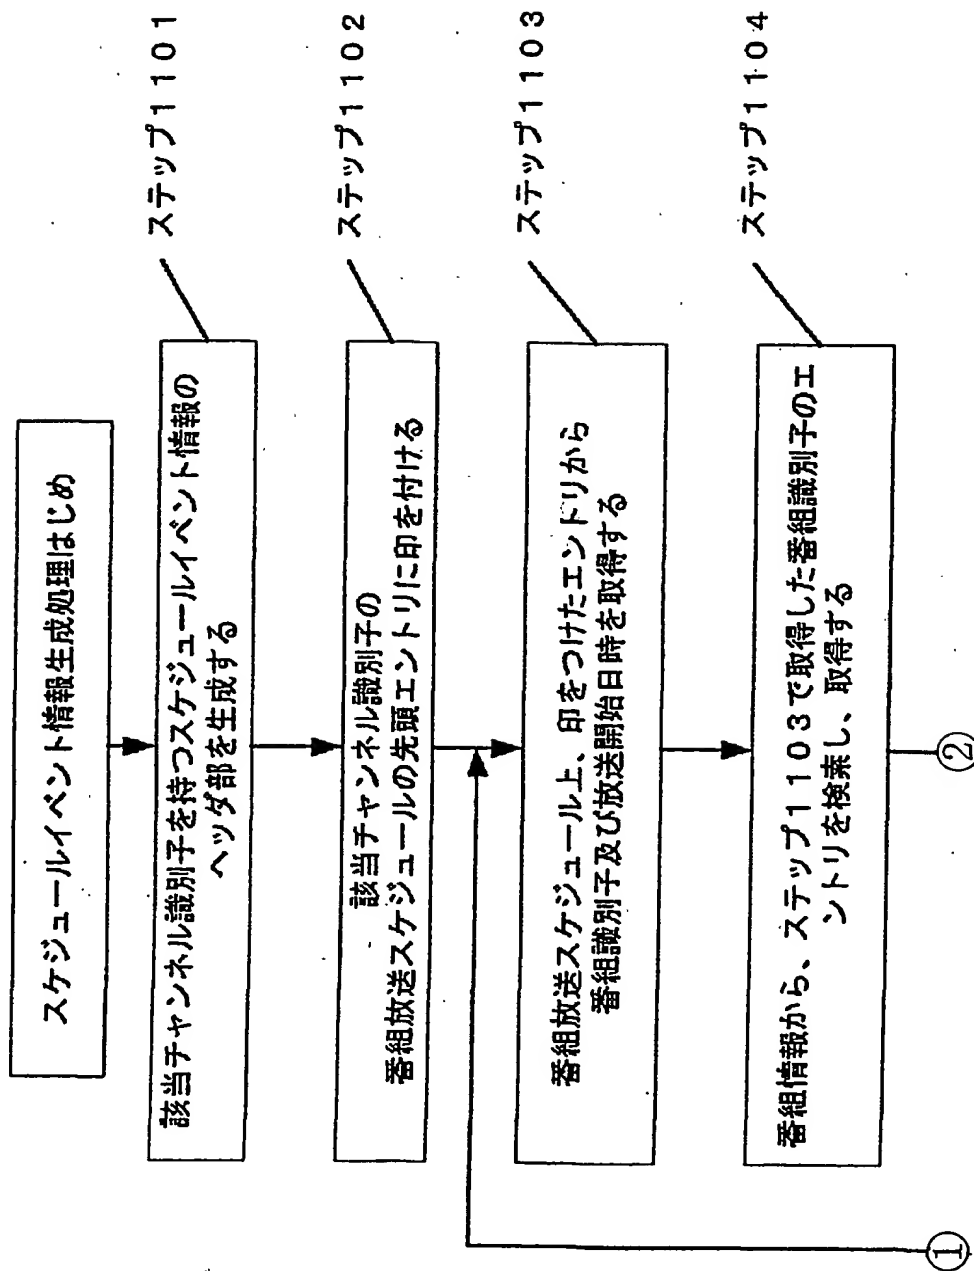 スケジュールイベント情報生成処理はじめ
該当チャンネル識別子を持つスケジュールイベント情報の
ヘッダ部を生成する
ステップ1101
該当チャンネル識別子の
番組放送スケジュールの先頭エントリに印を付ける
ステップ1102
番組放送スケジュール上、印をつけたエントリから
番組識別子及び放送開始日時を取得する
ステップ1103
番組情報から、ステップ1103で取得した番組識別子のエ
ントリを検索し、取得する
ステップ1104
①
②